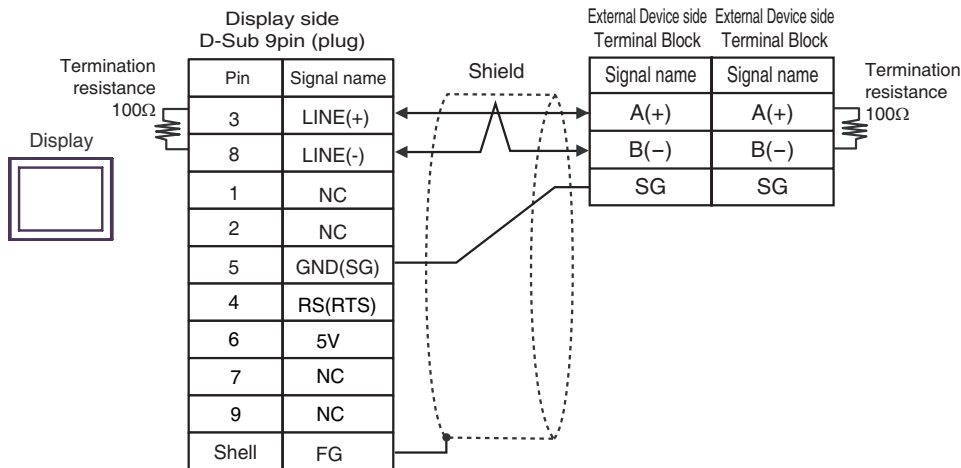 Display side
D-Sub 9pin (plug)
External Device side External Device side
Terminal Block Terminal Block
Termination
resistance
100Ω
Display
Pin Signal name
3 LINE(+)
8 LINE(-)
1 NC
2 NC
5 GND(SG)
4 RS(RTS)
6 5V
7 NC
9 NC
Shell FG
Shield
Signal name Signal name
A(+) A(+)
B(−) B(−)
SG SG
Termination
resistance
100Ω